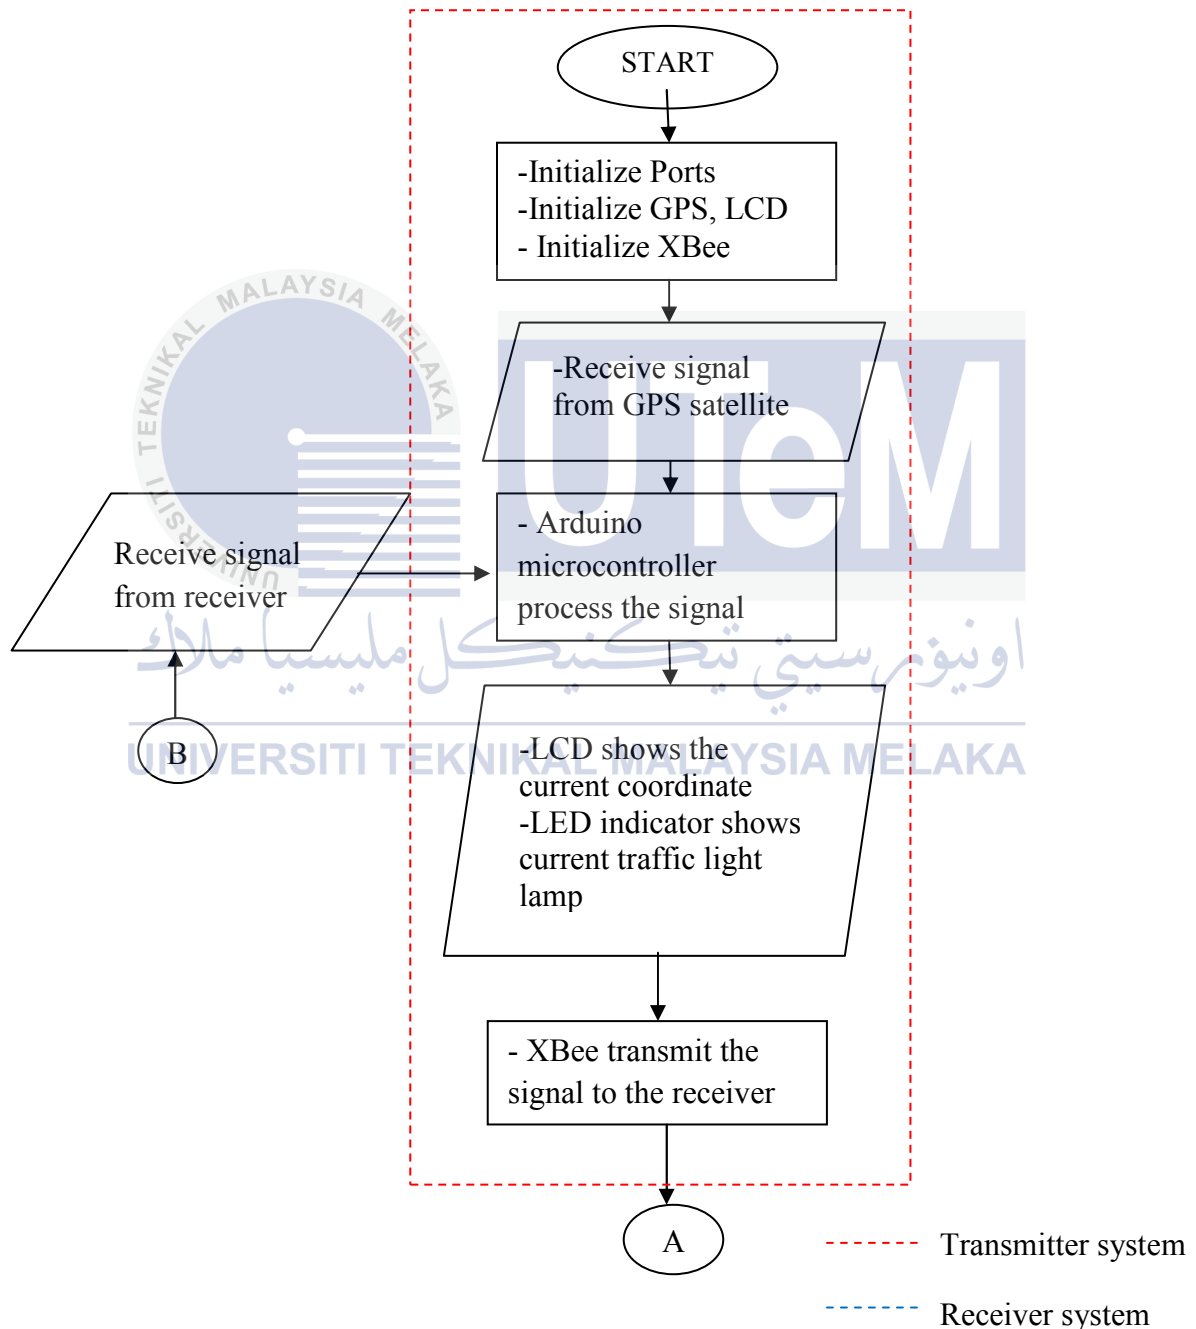 START
-Initialize Ports
-Initialize GPS, LCD
- Initialize XBee
-Receive signal
from GPS satellite
Receive signal
from receiver
- Arduino
microcontroller
process the signal
B
-LCD shows the
current coordinate
-LED indicator shows
current traffic light
lamp
- XBee transmit the
signal to the receiver
A
Transmitter system
Receiver system
UNIVERSITI TEKNIKAL MALAYSIA MELAKA
UTeM
اونيۏرسيتي تيكنيكل مليسيا ملاك
UNIVERSITI TEKNIKAL MALAYSIA MELAKA